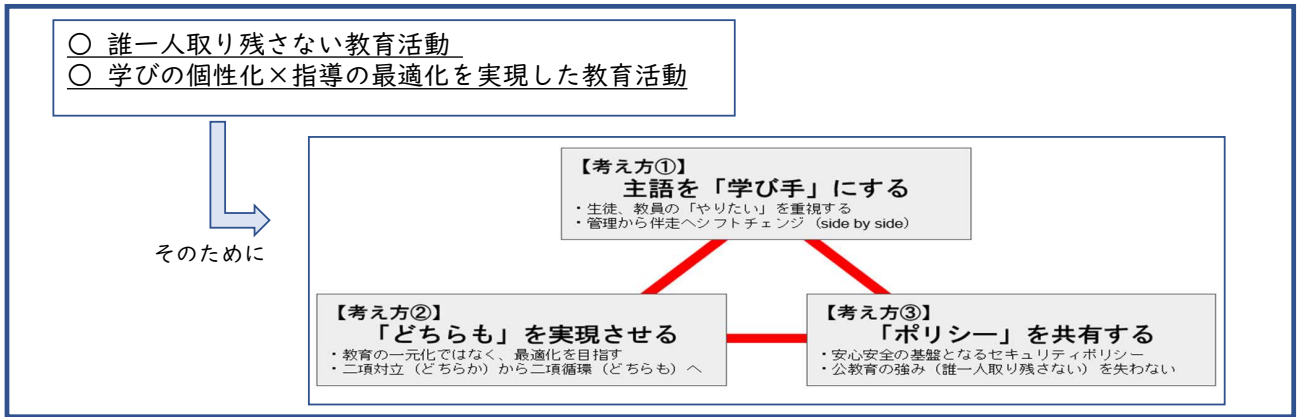 ○ 誰一人取り残さない教育活動
○ 学びの個性化×指導の最適化を実現した教育活動
そのために
【考え方①】
主語を「学び手」にする
・生徒、教員の「やりたい」を重視する
・管理から伴走へシフトチェンジ（side by side）
【考え方②】
「どちらも」を実現させる
・教育の一元化ではなく、最適化を目指す
・二項対立（どちらか）から二項循環（どちらも）へ
【考え方③】
「ポリシー」を共有する
・安心安全の基盤となるセキュリティポリシー
・公教育の強み（誰一人取り残さない）を失わない